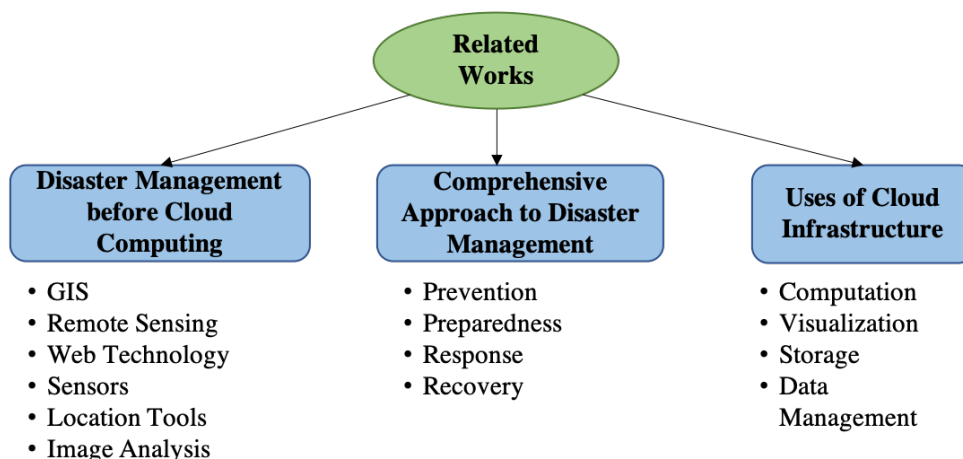 Related
Works
Disaster Management
before Cloud
Computing
• GIS
• Remote Sensing
• Web Technology
• Sensors
• Location Tools
• Image Analysis
Comprehensive
Approach to Disaster
Management
• Prevention
• Preparedness
• Response
• Recovery
Uses of Cloud
Infrastructure
• Computation
• Visualization
• Storage
• Data
Management